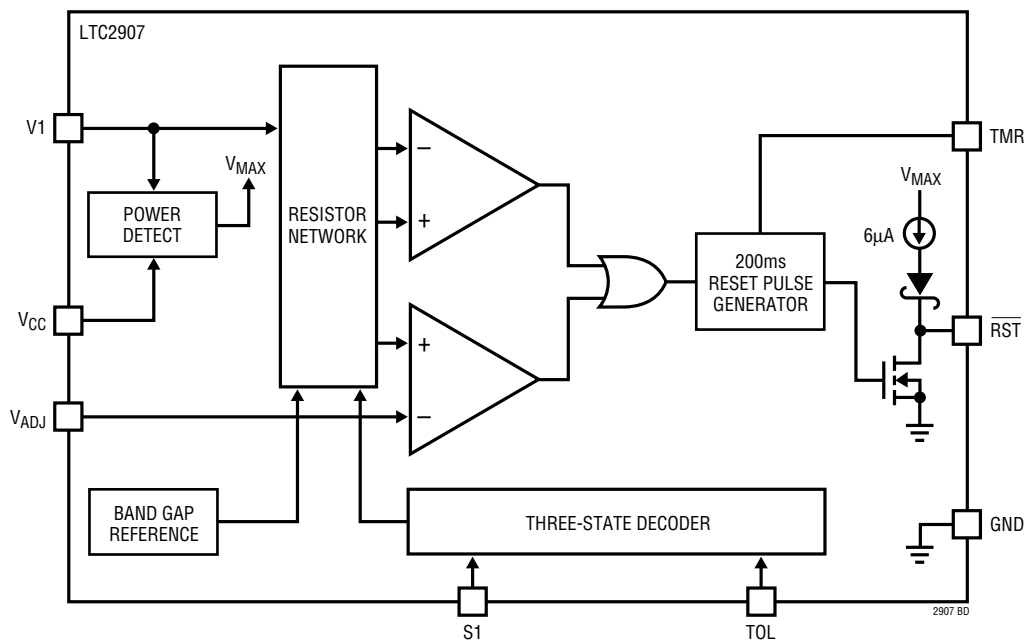 LTC2907
V1
VMAX
POWER
DETECT
VCC
VADJ
RESISTOR
NETWORK
−
+
+
−
BAND GAP
REFERENCE
THREE-STATE DECODER
200ms
RESET PULSE
GENERATOR
TMR
VMAX
6µA
RST
GND
S1
TOL
2907 BD